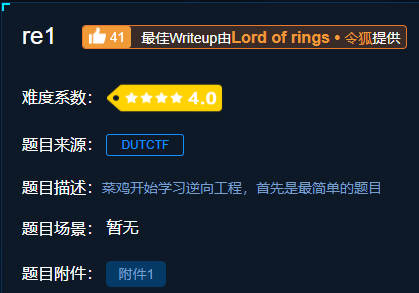 re1 41 最佳Writeup由Lord of rings • 令狐提供
难度系数: 4.0
题目来源: DUTCTF
题目描述: 菜鸡开始学习逆向工程，首先是最简单的题目
题目场景: 暂无
题目附件: 附件1